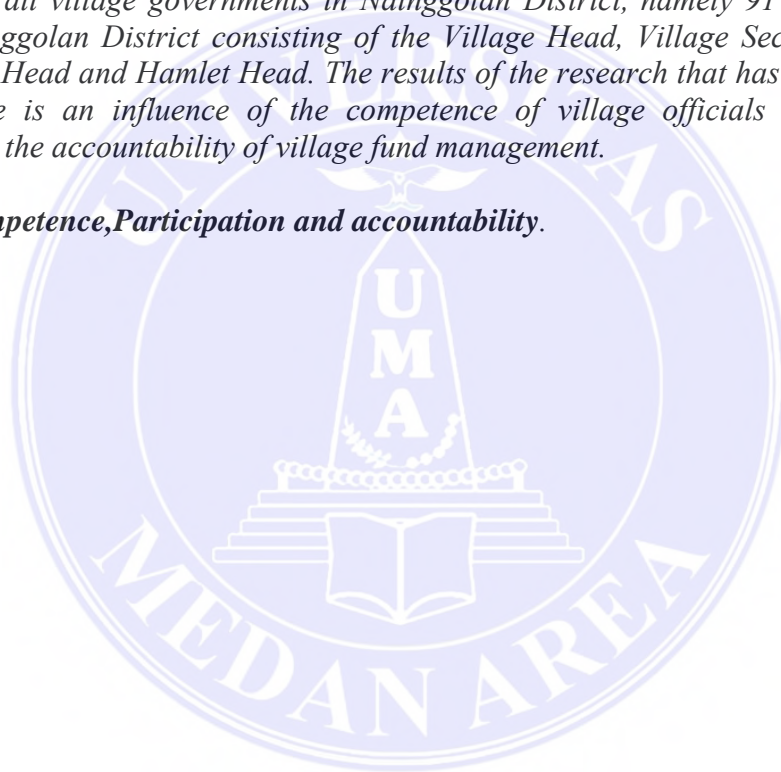 all village governments in Nainggolan District, namely 91
ggolan District consisting of the Village Head, Village Sec
Head and Hamlet Head. The results of the research that has
e is an influence of the competence of village officials
the accountability of village fund management.
npetence,Participation and accountability.
UNIVERSITAS
U
M
A
MEDAN AREA